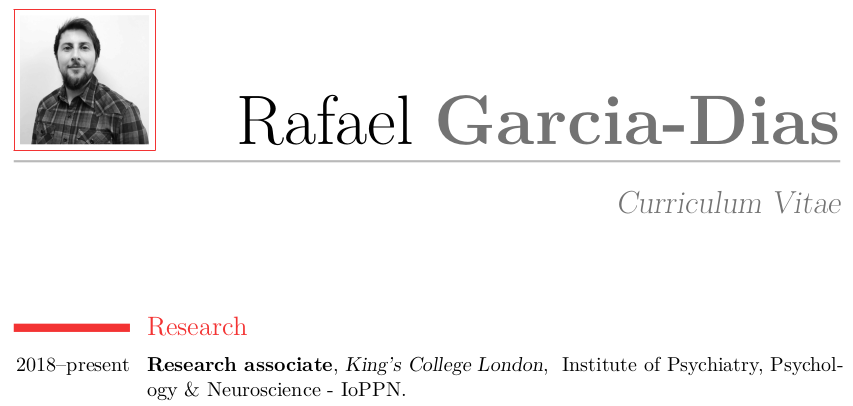 Rafael Garcia-Dias
Curriculum Vitae
Research
2018–present Research associate, King's College London, Institute of Psychiatry, Psychol-
ogy & Neuroscience - IoPPN.